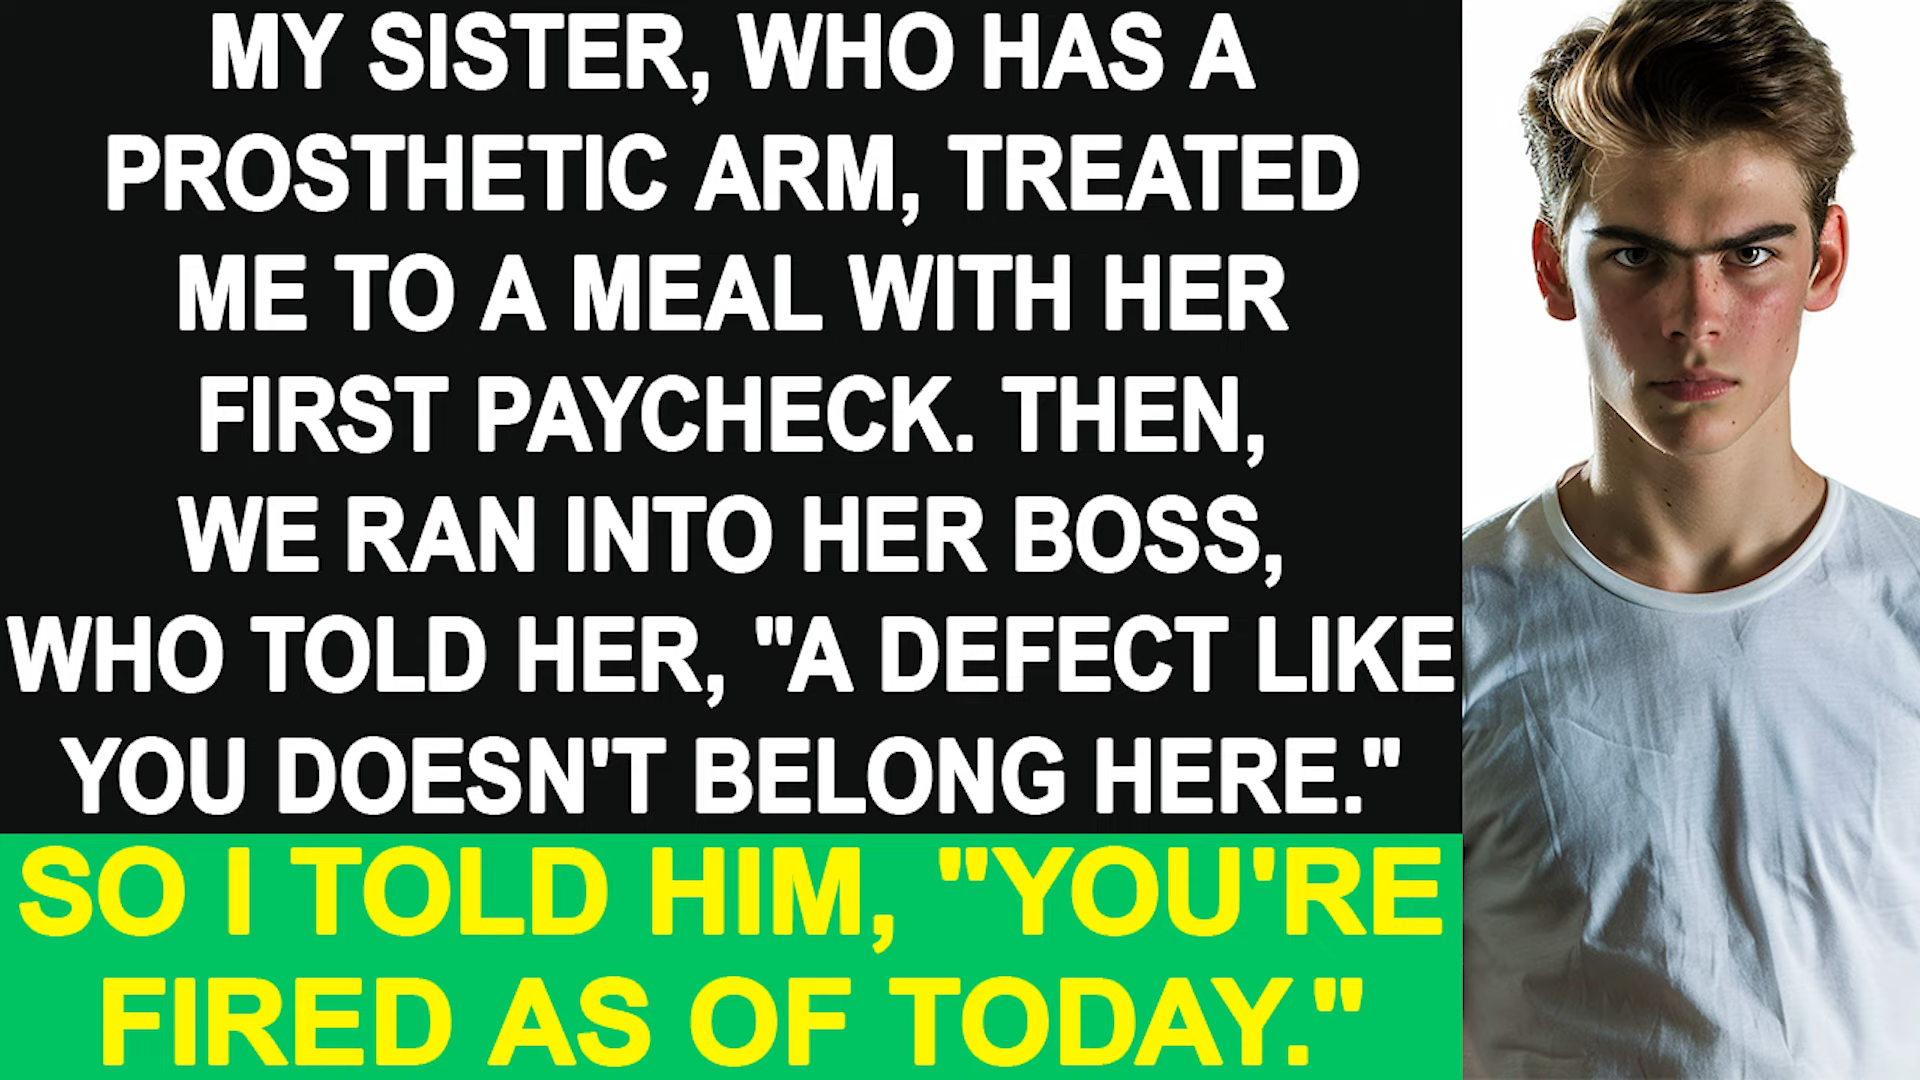 MY SISTER, WHO HAS A
PROSTHETIC ARM, TREATED
ME TO A MEAL WITH HER
FIRST PAYCHECK. THEN,
WE RAN INTO HER BOSS,
WHO TOLD HER, "A DEFECT LIKE
YOU DOESN'T BELONG HERE."
SO I TOLD HIM, "YOU'RE
FIRED AS OF TODAY."